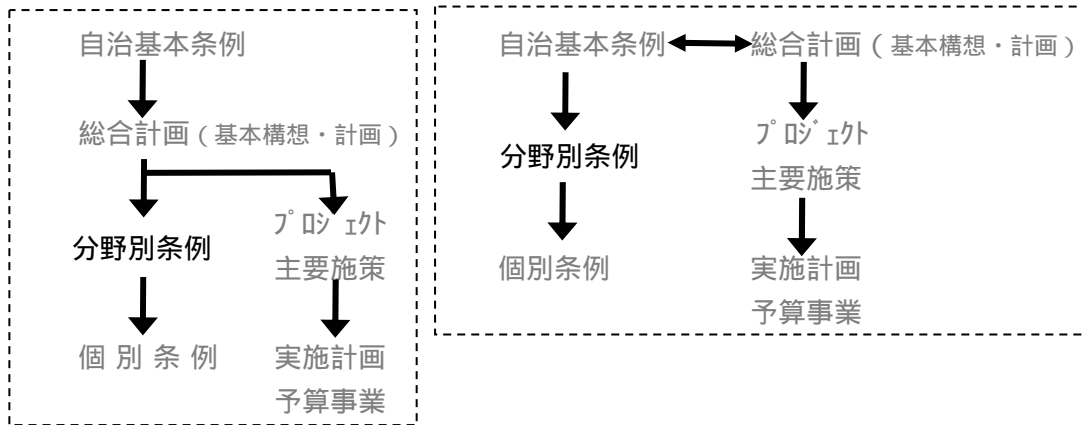 自治基本条例
総合計画（基本構想・計画）
分野別条例
ﾌﾟﾛｼﾞｪｸﾄ
主要施策
個別条例
実施計画
予算事業
自治基本条例
総合計画（基本構想・計画）
分野別条例
ﾌﾟﾛｼﾞｪｸﾄ
主要施策
個別条例
実施計画
予算事業